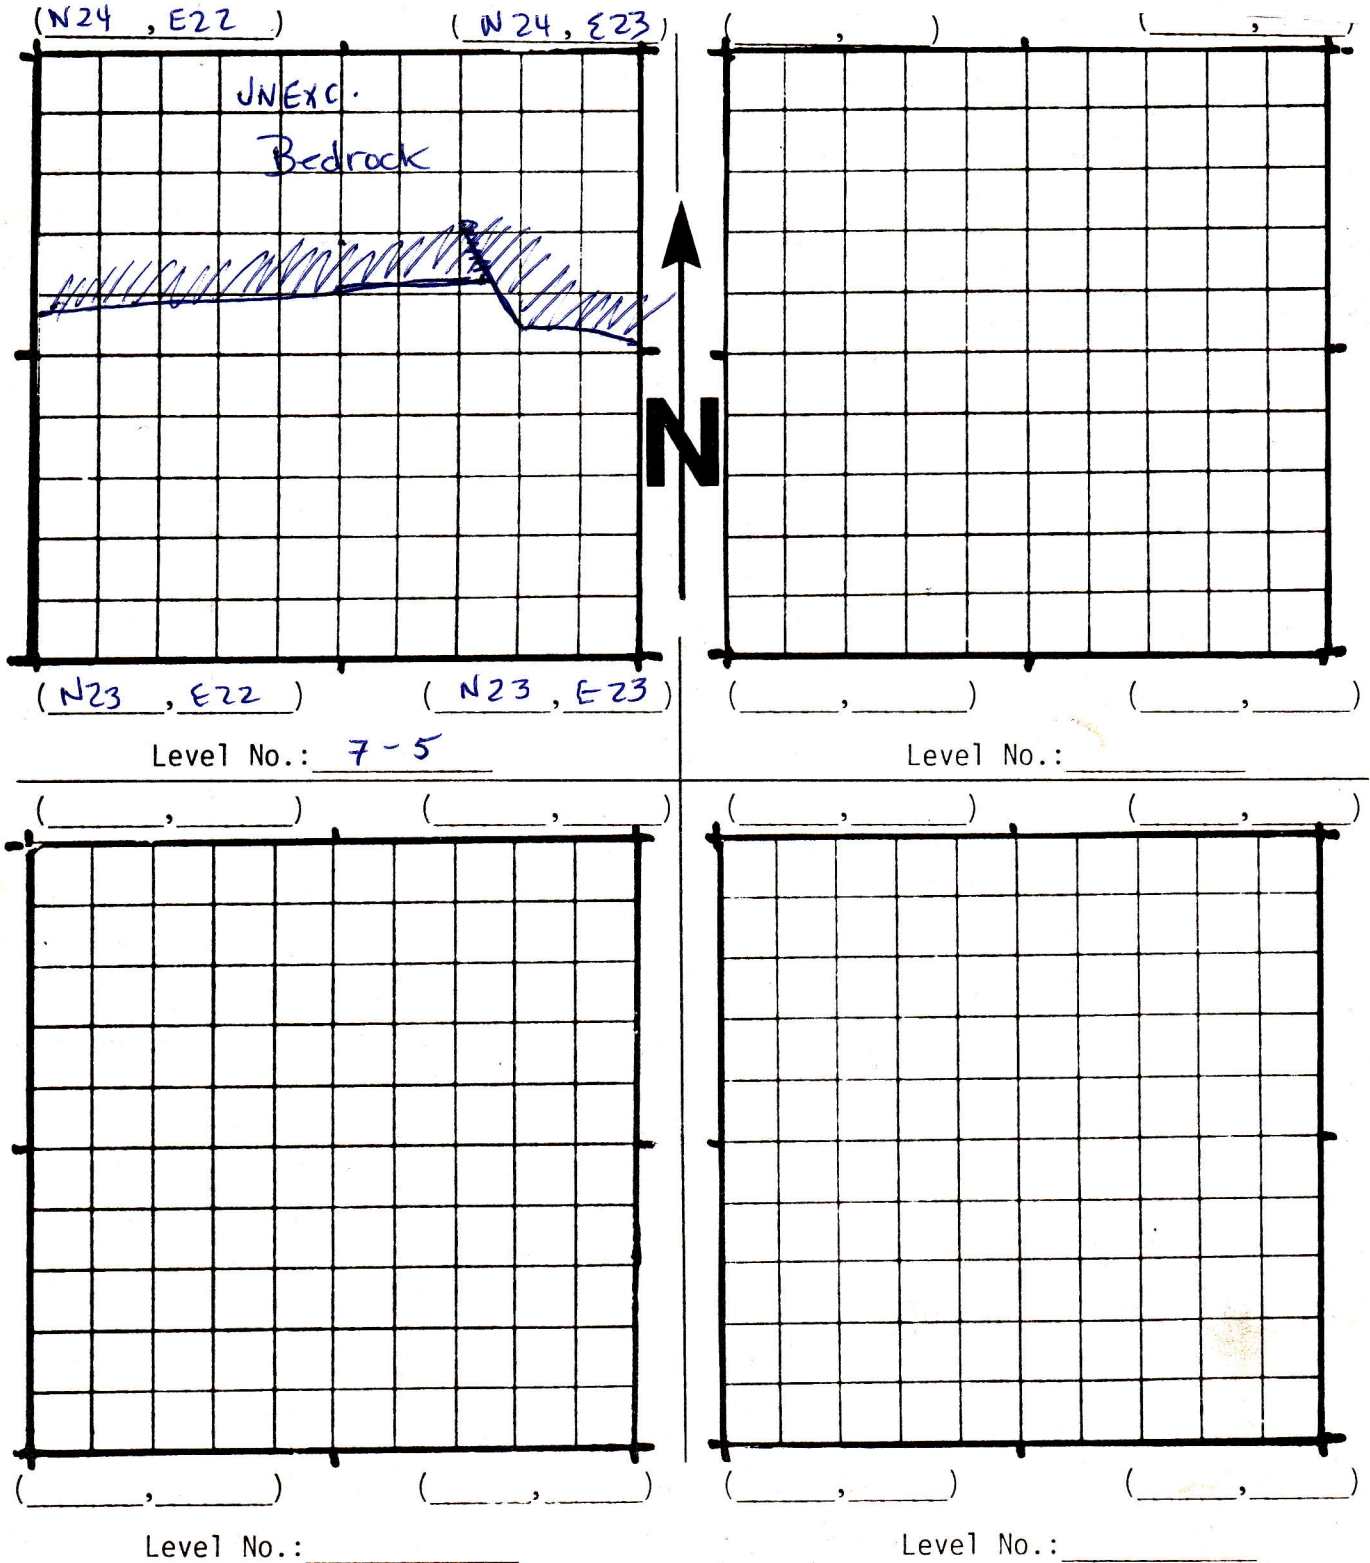 (N24, E22) (N24, E23) ( , ) ( , )
UNEXC.
Bedrock
N
(N23, E22) (N23, E23) ( , ) ( , )
Level No.: 7-5 Level No.:
( , ) ( , ) ( , ) ( , )
( , ) ( , ) ( , ) ( , )
Level No.: Level No.: